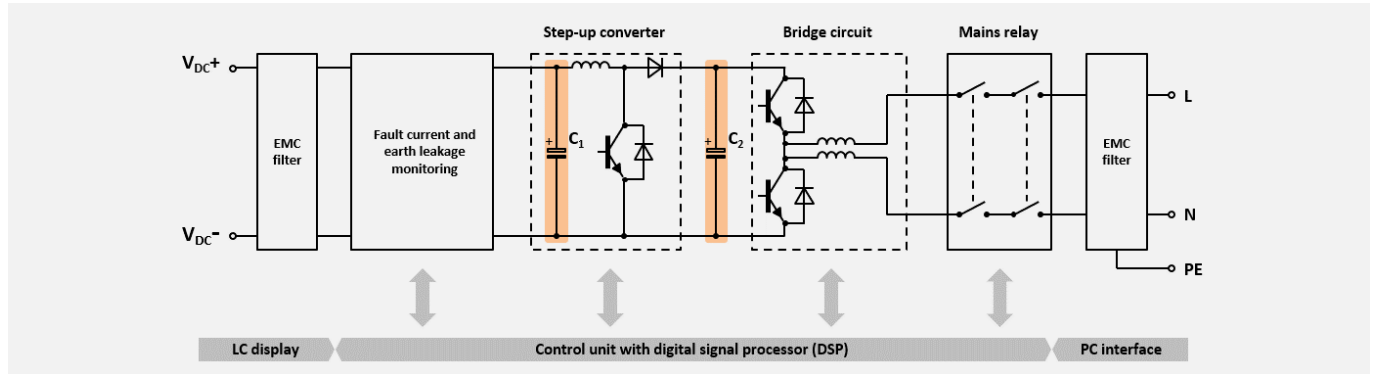 Step-up converter
Bridge circuit
Mains relay
VDC+
EMC
filter
Fault current and
earth leakage
monitoring
+
C1
+
C2
EMC
filter
L
N
VDC-
PE
LC display
Control unit with digital signal processor (DSP)
PC interface